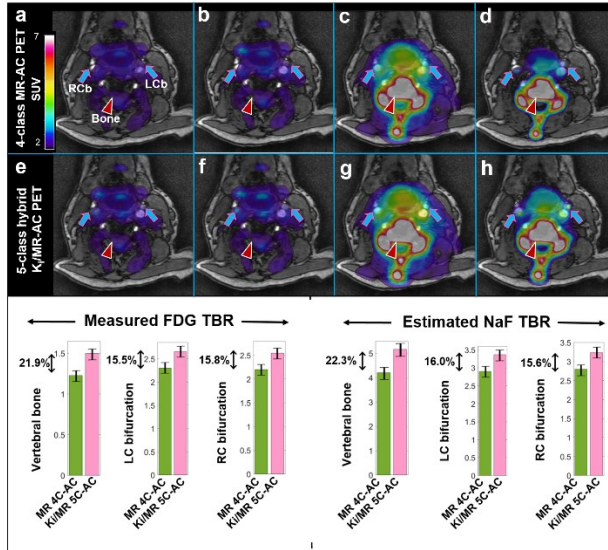 a b c d
4-class MR-AC PET
7
SUV
2
RCb LCb
Bone
e f g h
5-class hybrid
Ki/MR-AC PET
Measured FDG TBR
Estimated NaF TBR
21.9%
Vertebral bone
1.5
1
0.5
0
MR 4C-AC
Ki/MR 5C-AC
15.5%
LC bifurcation
2.5
2
1.5
1
0.5
0
MR 4C-AC
Ki/MR 5C-AC
15.8%
RC bifurcation
2.5
2
1.5
1
0.5
0
MR 4C-AC
Ki/MR 5C-AC
22.3%
Vertebral bone
5
4
3
2
1
0
MR 4C-AC
Ki/MR 5C-AC
16.0%
LC bifurcation
3.5
3
2.5
2
1.5
1
0.5
0
MR 4C-AC
Ki/MR 5C-AC
15.6%
RC bifurcation
3.5
3
2.5
2
1.5
1
0.5
0
MR 4C-AC
Ki/MR 5C-AC